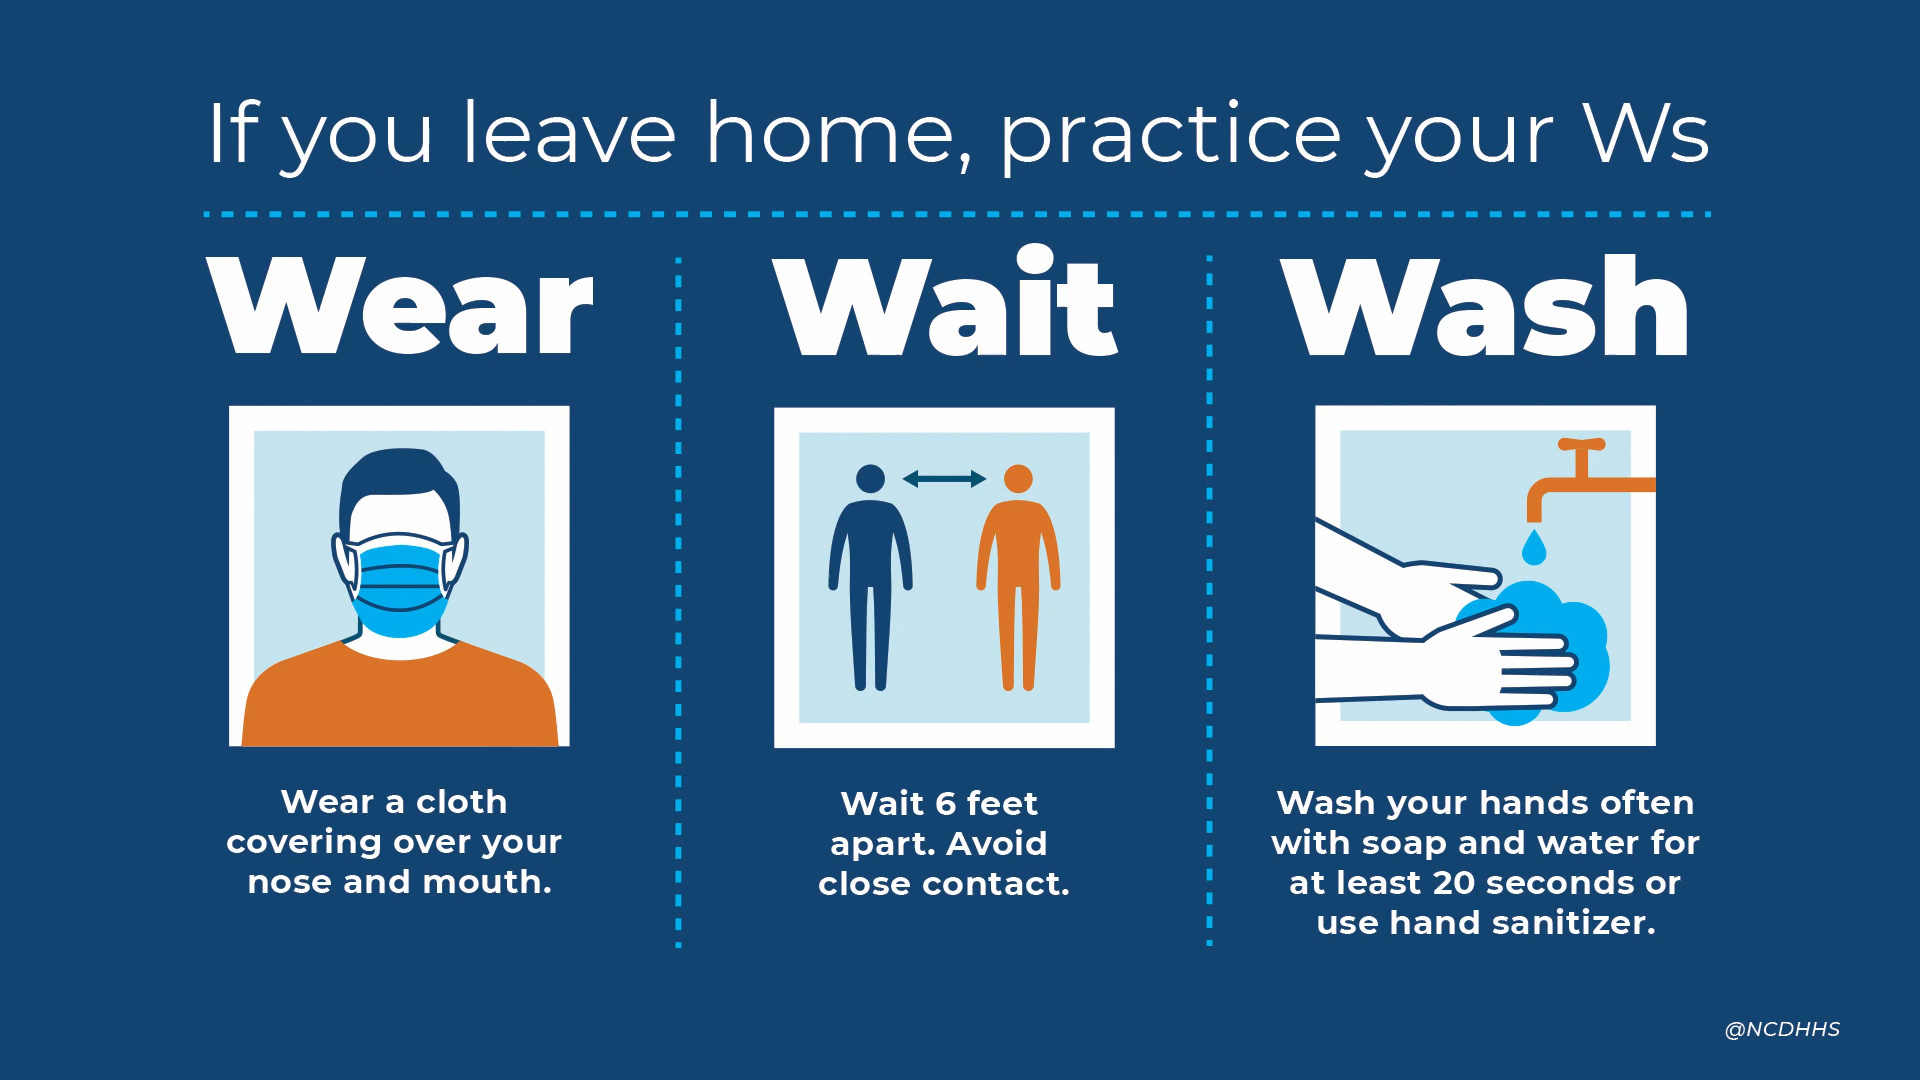 If you leave home, practice your Ws
Wear
Wear a cloth
covering over your
nose and mouth.
Wait
Wait 6 feet
apart. Avoid
close contact.
Wash
Wash your hands often
with soap and water for
at least 20 seconds or
use hand sanitizer.
@NCDHHS